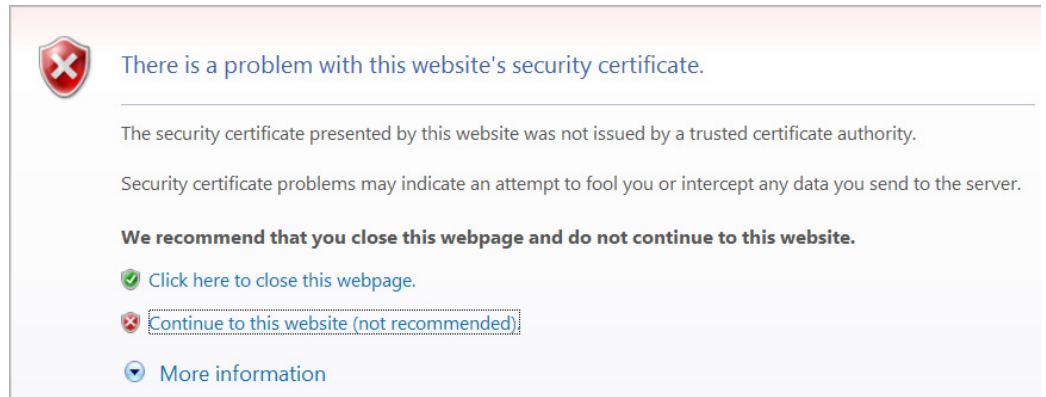 There is a problem with this website's security certificate.
The security certificate presented by this website was not issued by a trusted certificate authority.
Security certificate problems may indicate an attempt to fool you or intercept any data you send to the server.
We recommend that you close this webpage and do not continue to this website.
Click here to close this webpage.
Continue to this website (not recommended).
More information